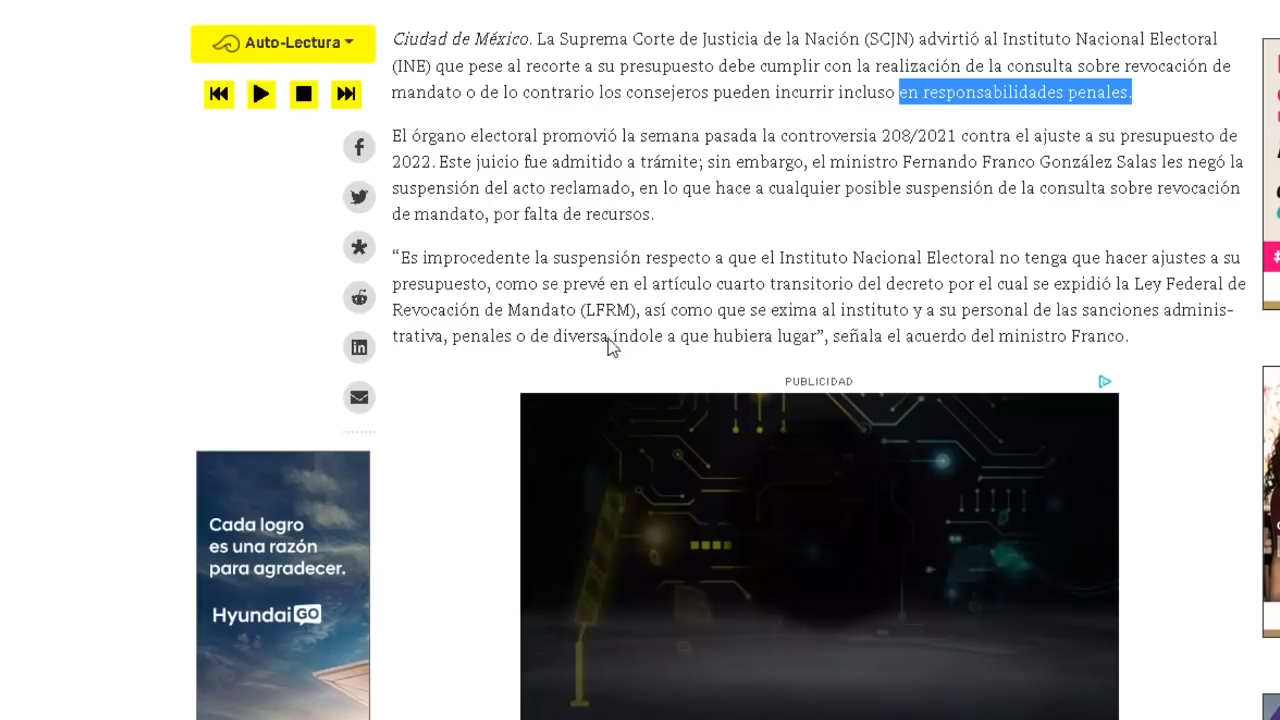 Auto-Lectura
Ciudad de México. La Suprema Corte de Justicia de la Nación (SCJN) advirtió al Instituto Nacional Electoral
(INE) que pese al recorte a su presupuesto debe cumplir con la realización de la consulta sobre revocación de
mandato o de lo contrario los consejeros pueden incurrir incluso en responsabilidades penales.
El órgano electoral promovió la semana pasada la controversia 208/2021 contra el ajuste a su presupuesto de
2022. Este juicio fue admitido a trámite; sin embargo, el ministro Fernando Franco González Salas les negó la
suspensión del acto reclamado, en lo que hace a cualquier posible suspensión de la consulta sobre revocación
de mandato, por falta de recursos.
“Es improcedente la suspensión respecto a que el Instituto Nacional Electoral no tenga que hacer ajustes a su
presupuesto, como se prevé en el artículo cuarto transitorio del decreto por el cual se expidió la Ley Federal de
Revocación de Mandato (LFRM), así como que se exima al instituto y a su personal de las sanciones adminis-
trativa, penales o de diversa índole a que hubiera lugar”, señala el acuerdo del ministro Franco.
PUBLICIDAD
Cada logro
es una razón
para agradecer.
Hyundai GO